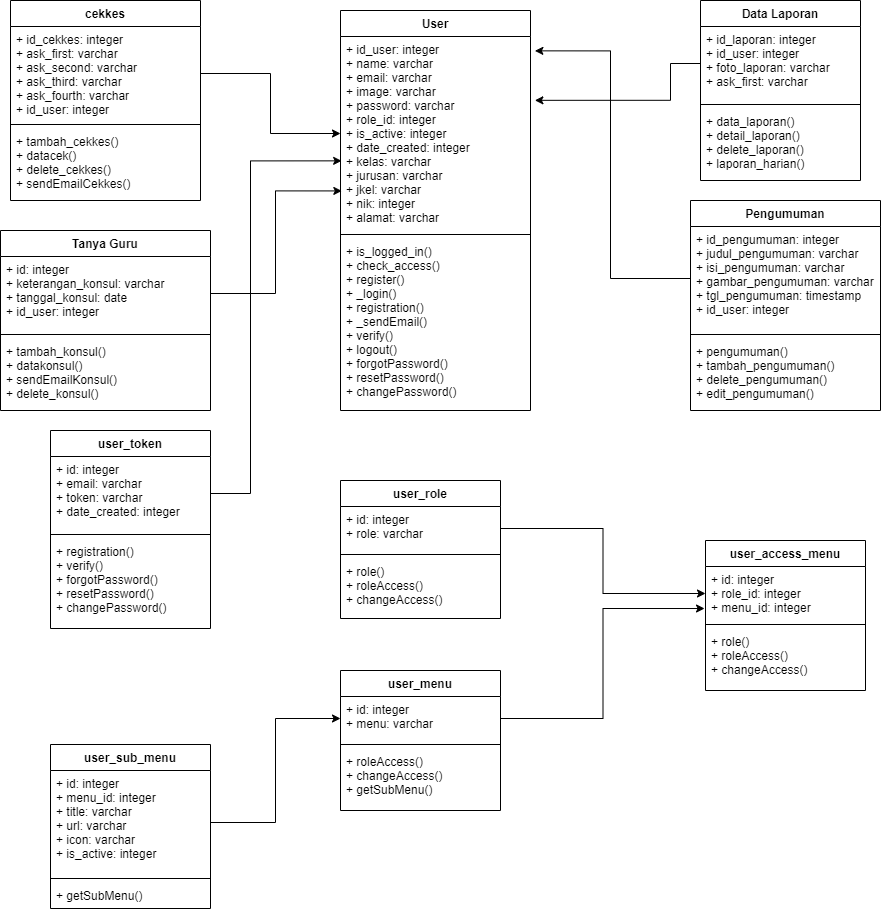 cekkes
+ id_cekkes: integer
+ ask_first: varchar
+ ask_second: varchar
+ ask_third: varchar
+ ask_fourth: varchar
+ id_user: integer
+ tambah_cekkes()
+ datacek()
+ delete_cekkes()
+ sendEmailCekkes()
User
+ id_user: integer
+ name: varchar
+ email: varchar
+ image: varchar
+ password: varchar
+ role_id: integer
+ is_active: integer
+ date_created: integer
+ kelas: varchar
+ jurusan: varchar
+ jkel: varchar
+ nik: integer
+ alamat: varchar
+ is_logged_in()
+ check_access()
+ register()
+ _login()
+ registration()
+ _sendEmail()
+ verify()
+ logout()
+ forgotPassword()
+ resetPassword()
+ changePassword()
Data Laporan
+ id_laporan: integer
+ id_user: integer
+ foto_laporan: varchar
+ ask_first: varchar
+ data_laporan()
+ detail_laporan()
+ delete_laporan()
+ laporan_harian()
Pengumuman
+ id_pengumuman: integer
+ judul_pengumuman: varchar
+ isi_pengumuman: varchar
+ gambar_pengumuman: varchar
+ tgl_pengumuman: timestamp
+ id_user: integer
+ pengumuman()
+ tambah_pengumuman()
+ delete_pengumuman()
+ edit_pengumuman()
Tanya Guru
+ id: integer
+ keterangan_konsul: varchar
+ tanggal_konsul: date
+ id_user: integer
+ tambah_konsul()
+ datakonsul()
+ sendEmailKonsul()
+ delete_konsul()
user_token
+ id: integer
+ email: varchar
+ token: varchar
+ date_created: integer
+ registration()
+ verify()
+ forgotPassword()
+ resetPassword()
+ changePassword()
user_role
+ id: integer
+ role: varchar
+ role()
+ roleAccess()
+ changeAccess()
user_access_menu
+ id: integer
+ role_id: integer
+ menu_id: integer
+ role()
+ roleAccess()
+ changeAccess()
user_menu
+ id: integer
+ menu: varchar
+ roleAccess()
+ changeAccess()
+ getSubMenu()
user_sub_menu
+ id: integer
+ menu_id: integer
+ title: varchar
+ url: varchar
+ icon: varchar
+ is_active: integer
+ getSubMenu()